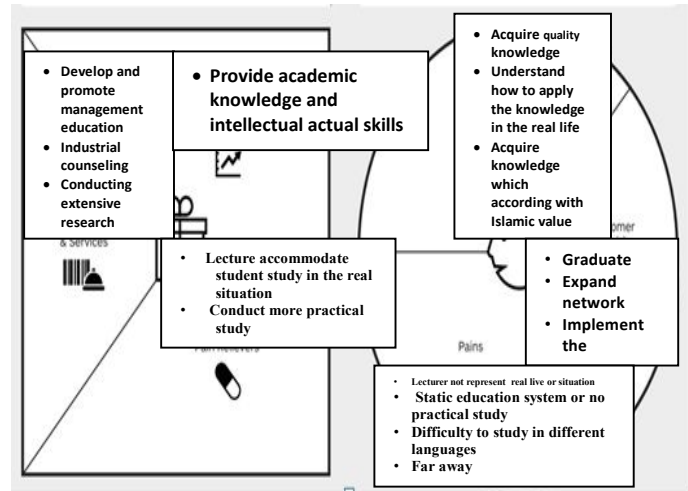 • Develop and
promote
management
education
• Industrial
counseling
• Conducting
extensive
research
• Provide academic
knowledge and
intellectual actual skills
• Acquire quality
knowledge
• Understand
how to apply
the knowledge
in the real life
• Acquire
knowledge
which
according with
Islamic value
& Services
• Lecture accommodate
student study in the real
situation
• Conduct more practical
study
Pain Relievers
• Graduate
• Expand
network
• Implement
the
Pains
• Lecturer not represent real live or situation
• Static education system or no
practical study
• Difficulty to study in different
languages
• Far away